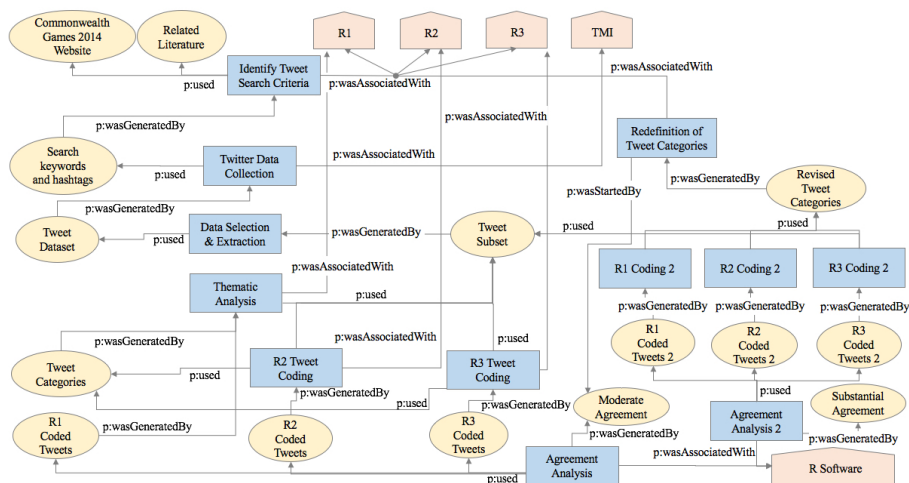 Commonwealth
Games 2014
Website
Related
Literature
R1
R2
R3
TMI
p:used
Identify Tweet
Search Criteria
p:wasAssociatedWith
p:wasAssociatedWith
p:wasGeneratedBy
p:wasAssociatedWith
Redefinition of
Tweet Categories
Search
keywords
and hashtags
p:used
Twitter Data
Collection
p:wasAssociatedWith
p:wasStartedBy
p:wasGeneratedBy
Revised
Tweet
Categories
p:wasGeneratedBy
Tweet
Dataset
p:used
Data Selection
& Extraction
p:wasGeneratedBy
Tweet
Subset
p:used
p:used
p:wasAssociatedWith
R1 Coding 2
R2 Coding 2
R3 Coding 2
Thematic
Analysis
p:used
p:wasGeneratedBy
p:wasGeneratedBy
p:wasGeneratedBy
p:wasGeneratedBy
p:wasAssociatedWith
p:used
R1
Coded
Tweets 2
R2
Coded
Tweets 2
R3
Coded
Tweets 2
Tweet
Categories
p:used
R2 Tweet
Coding
R3 Tweet
Coding
p:used
p:wasGeneratedBy
p:used
p:wasGeneratedBy
Moderate
Agreement
Substantial
Agreement
R1
Coded
Tweets
p:wasGeneratedBy
R2
Coded
Tweets
R3
Coded
Tweets
p:wasGeneratedBy
Agreement
Analysis 2
p:wasGeneratedBy
p:wasAssociatedWith
p:used
Agreement
Analysis
R Software